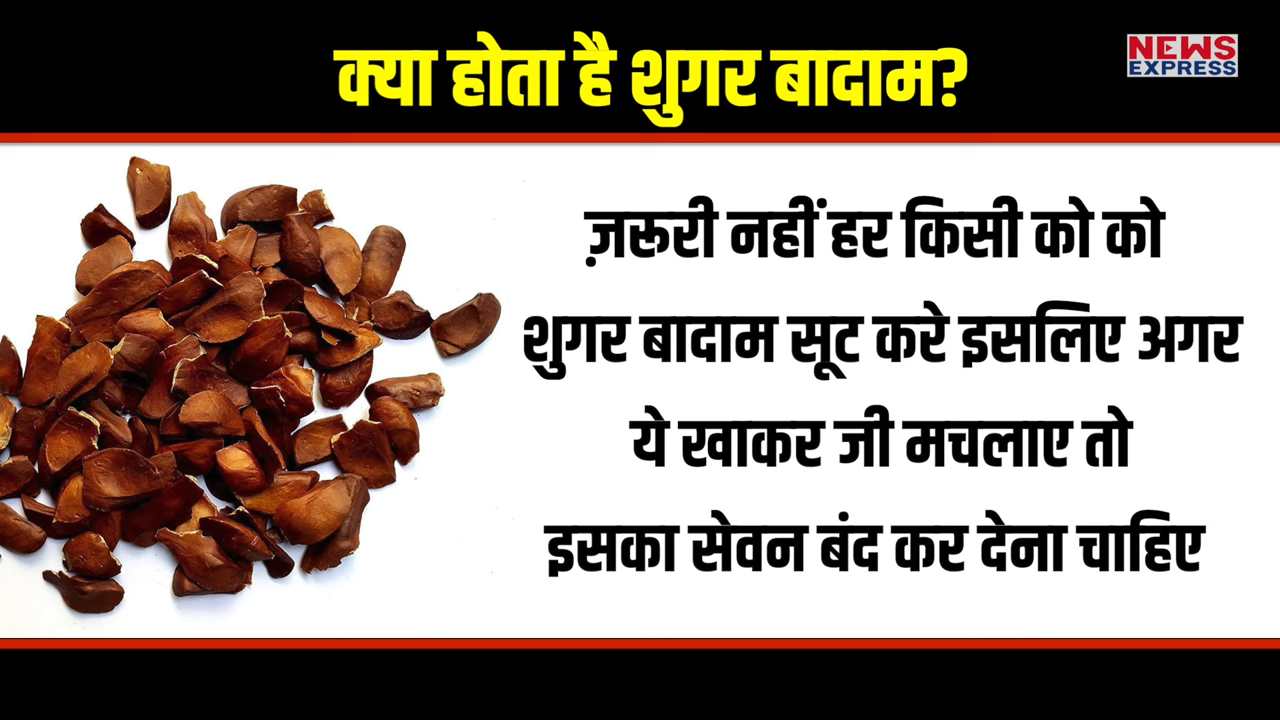 क्या होता है शुगर बादाम?
NEWS
EXPRESS
ज़रूरी नहीं हर किसी को को
शुगर बादाम सूट करे इसलिए अगर
ये खाकर जी मचलाए तो
इसका सेवन बंद कर देना चाहिए